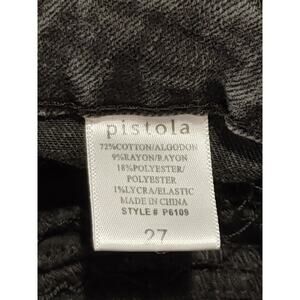 pistola
72%COTTON/ALGODON
9%RAYON/RAYON
18%POLYESTER/
POLYESTER
1%LYCRA/ELASTIC
MADE IN CHINA
STYLE # P6109
27